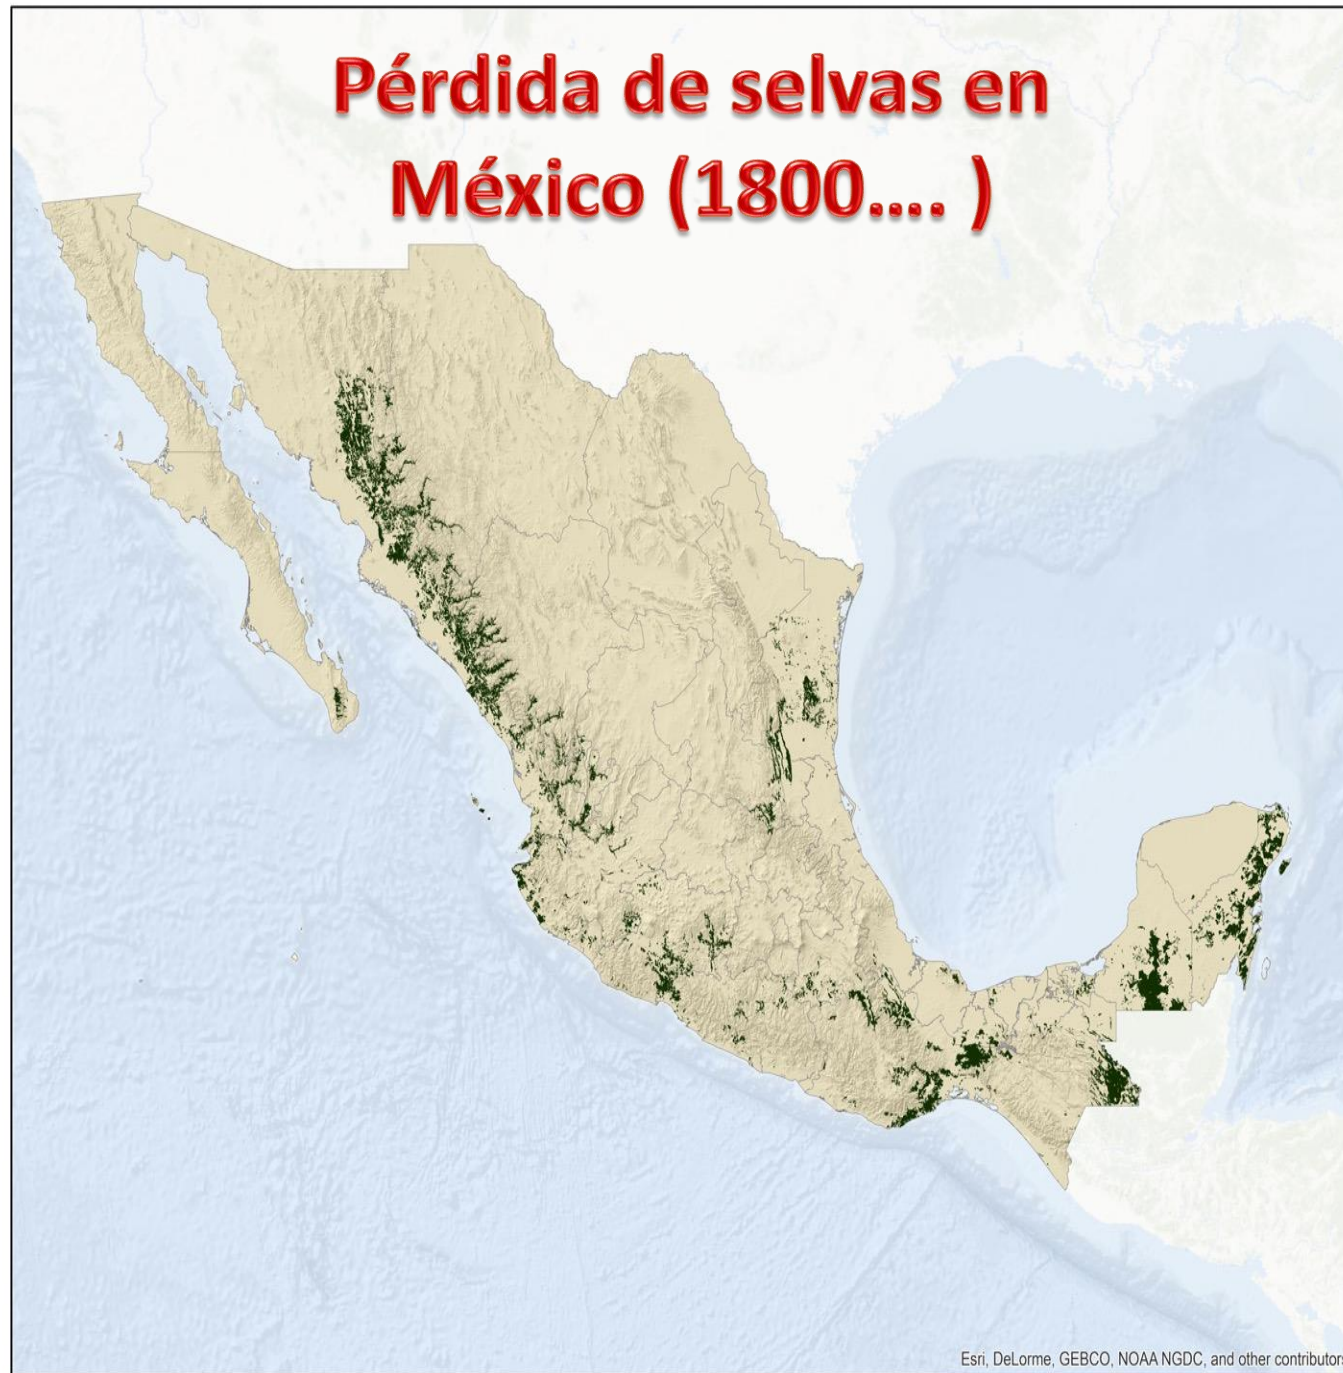 Pérdida de selvas en
México (1800.... )
Esri, DeLorme, GEBCO, NOAA NGDC, and other contributors